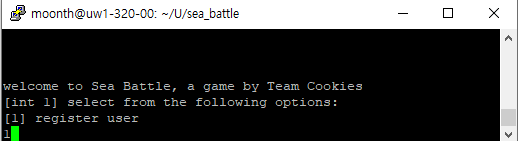 moonth@uw1-320-00: ~/U/sea_battle
welcome to Sea Battle, a game by Team Cookies
[int 1] select from the following options:
[1] register user
1